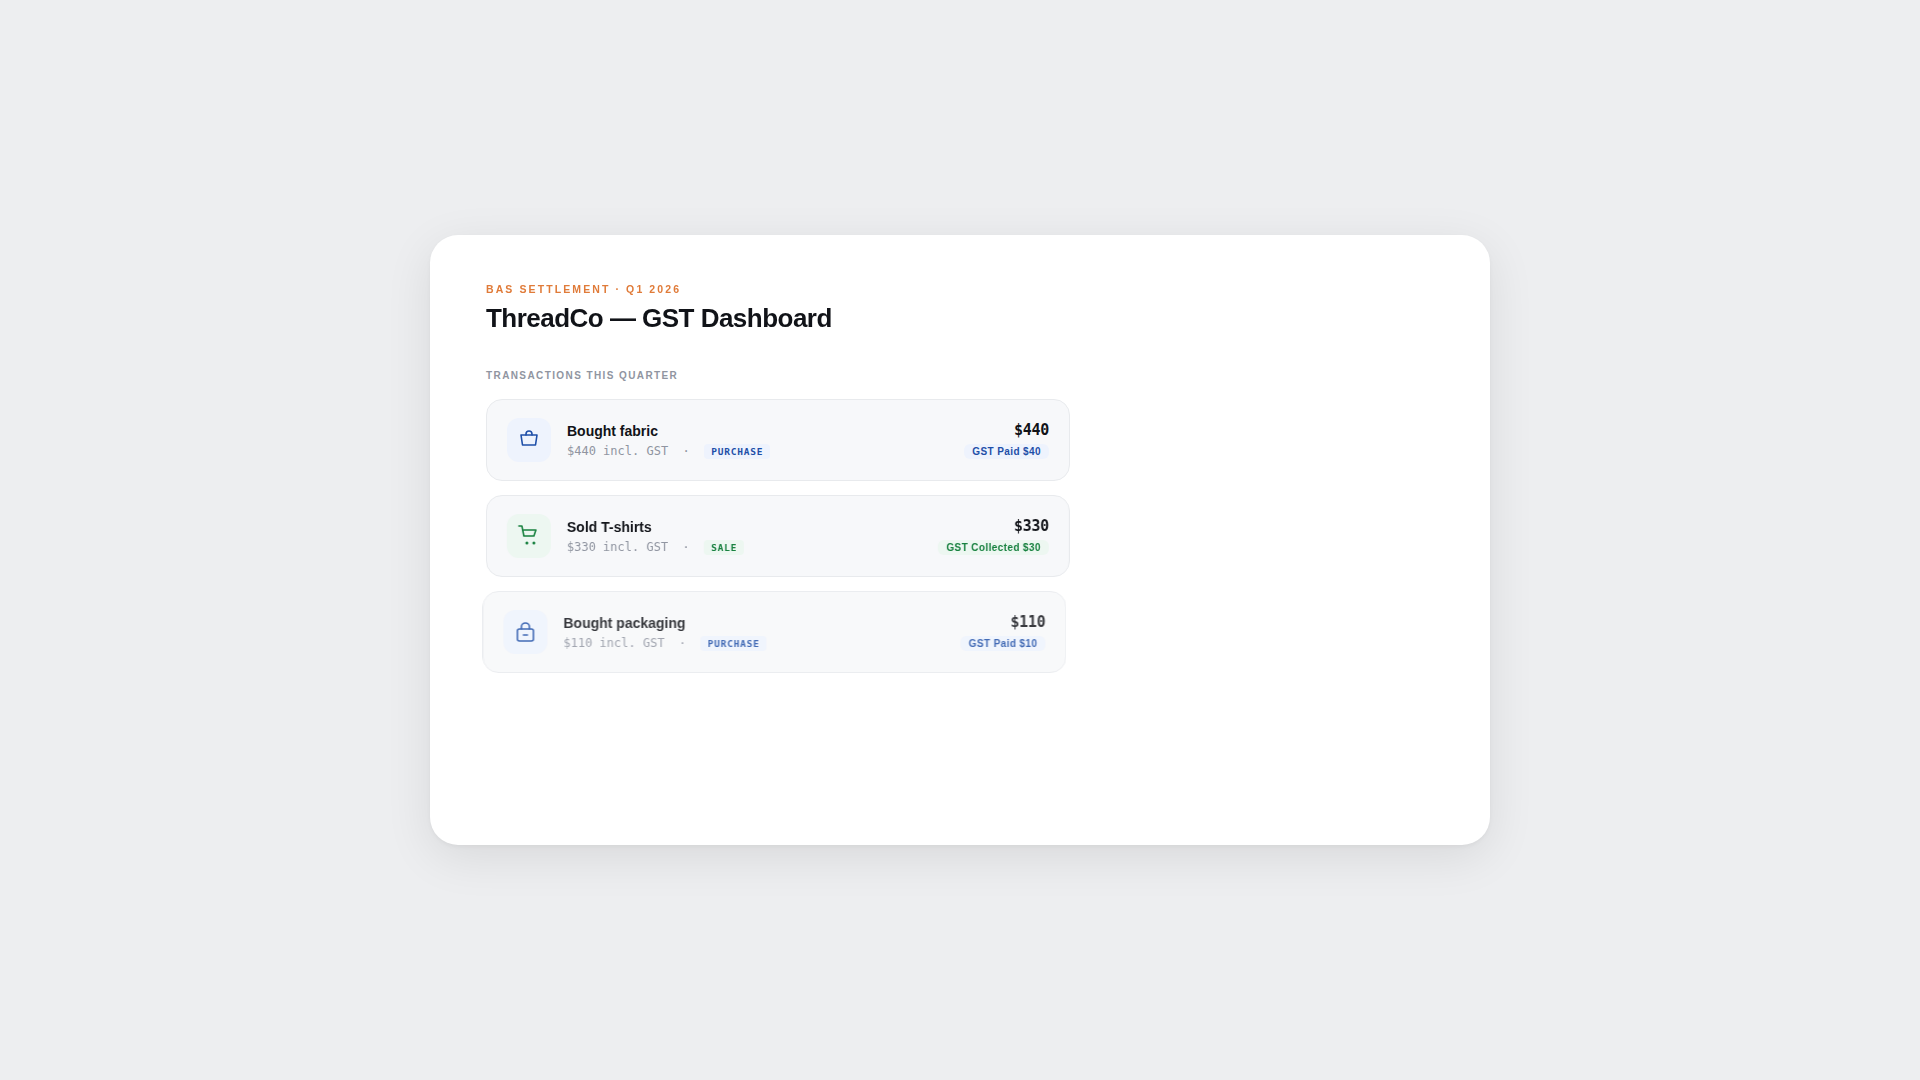 BAS SETTLEMENT · Q1 2026
ThreadCo — GST Dashboard
TRANSACTIONS THIS QUARTER
Bought fabric
$440
$440 incl. GST · PURCHASE
GST Paid $40
Sold T-shirts
$330
$330 incl. GST · SALE
GST Collected $30
Bought packaging
$110
$110 incl. GST · PURCHASE
GST Paid $10